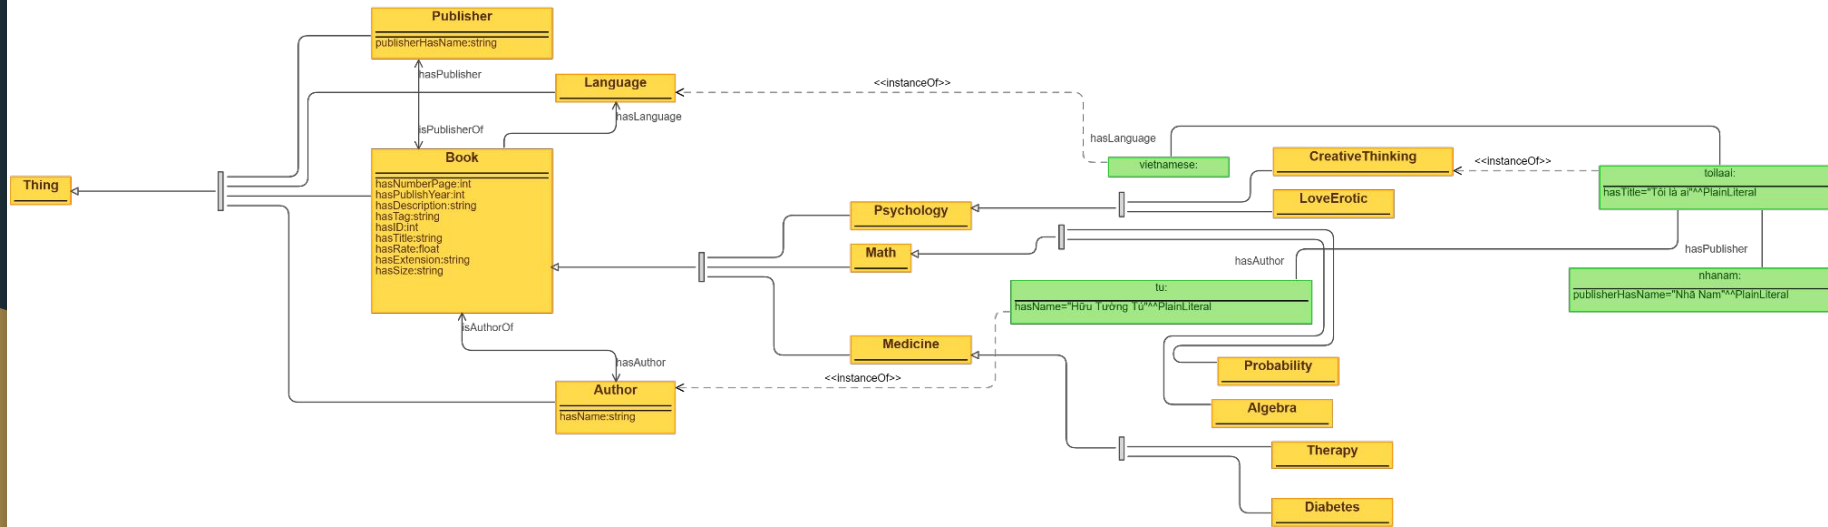 Publisher
publisherHasName:string
hasPublisher
isPublisherOf
Language
hasLanguage
<<instanceOf>>
Thing
Book
hasNumberPage:int
hasPublishYear:int
hasDescription:string
hasTag:string
hasID:int
hasTitle:string
hasRate:float
hasExtension:string
hasSize:string
isAuthorOf
hasAuthor
Author
hasName:string
<<instanceOf>>
Psychology
Math
Medicine
hasLanguage
vietnamese:
CreativeThinking
<<instanceOf>>
LoveErotic
toilaai:
hasTitle="Tôi là ai"^^PlainLiteral
hasAuthor
hasPublisher
tu:
hasName="Hữu Tường Tú"^^PlainLiteral
nhanam:
publisherHasName="Nhã Nam"^^PlainLiteral
Probability
Algebra
Therapy
Diabetes